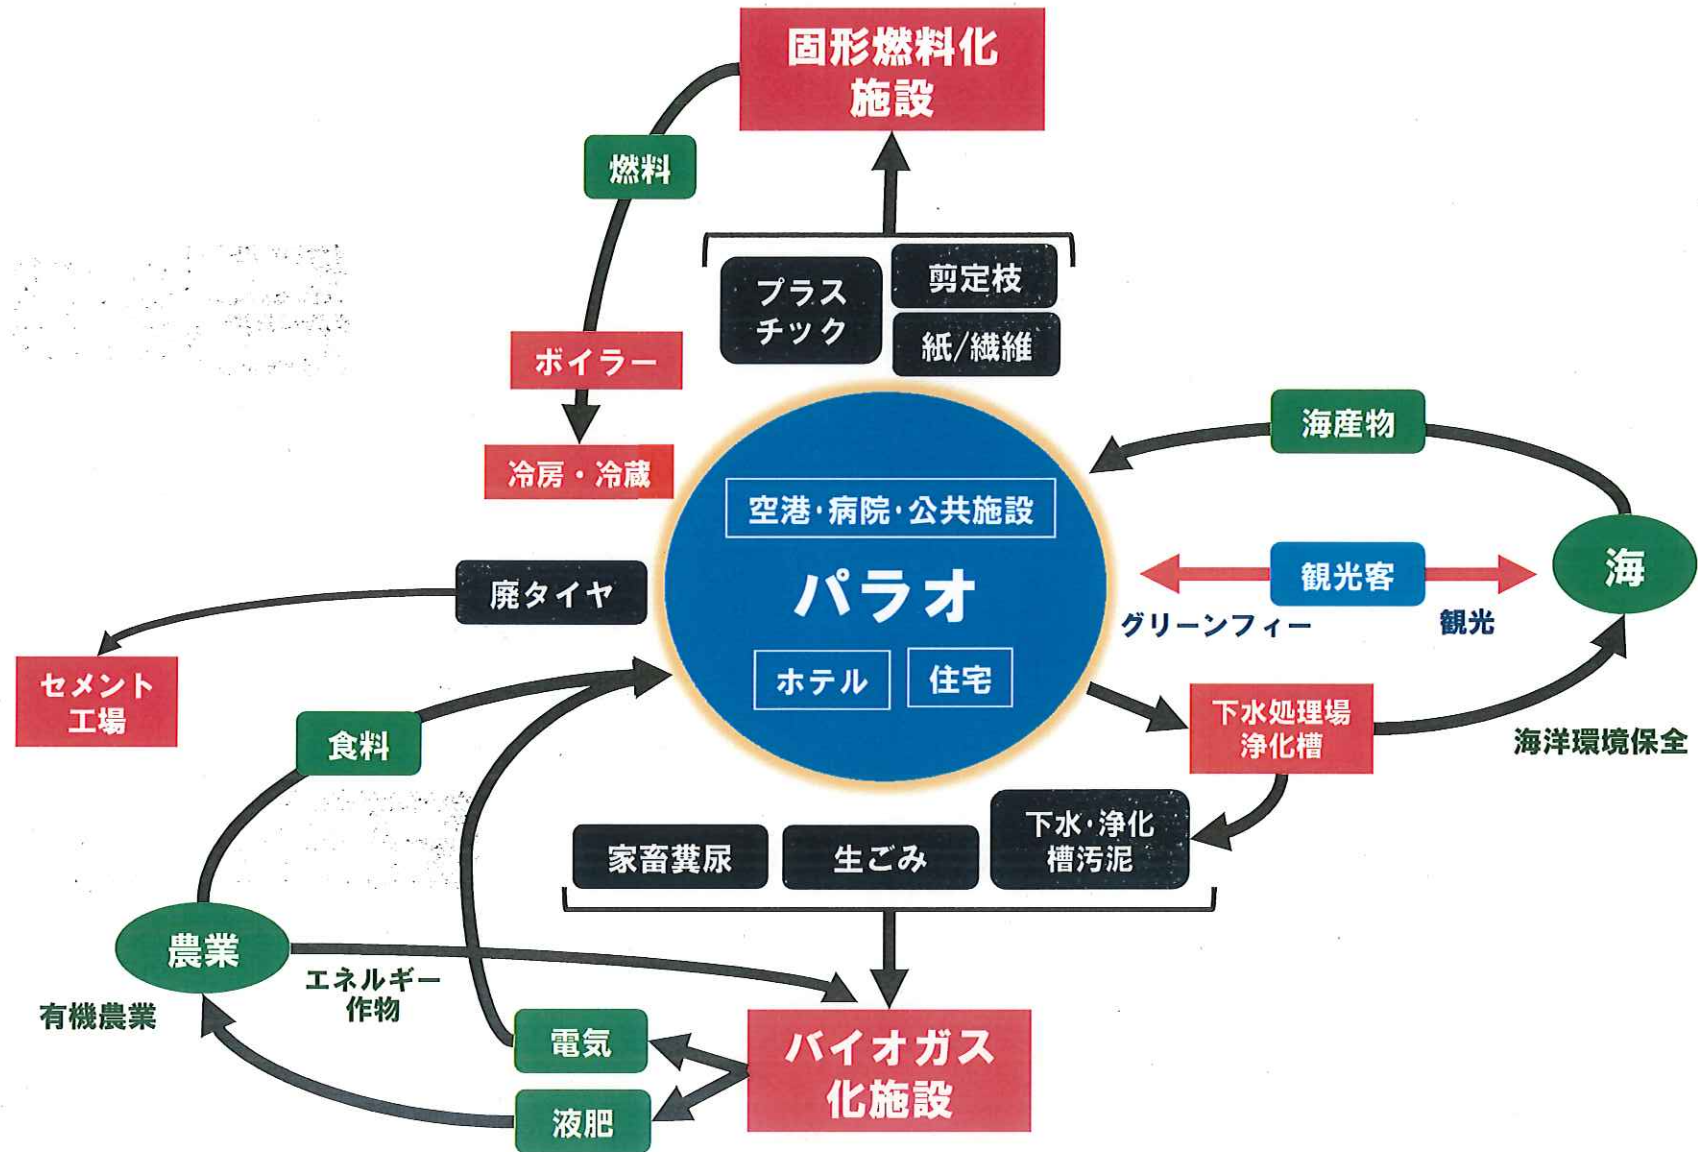 固形燃料化
施設
燃料
プラス
チック
剪定枝
紙/繊維
ボイラー
冷房・冷蔵
海産物
空港・病院・公共施設
パラオ
ホテル
住宅
観光客
海
グリーンフィー
観光
廃タイヤ
セメント
工場
食料
下水処理場
浄化槽
海洋環境保全
家畜糞尿
生ごみ
下水・浄化
槽汚泥
農業
有機農業
エネルギー
作物
電気
液肥
バイオガス
化施設